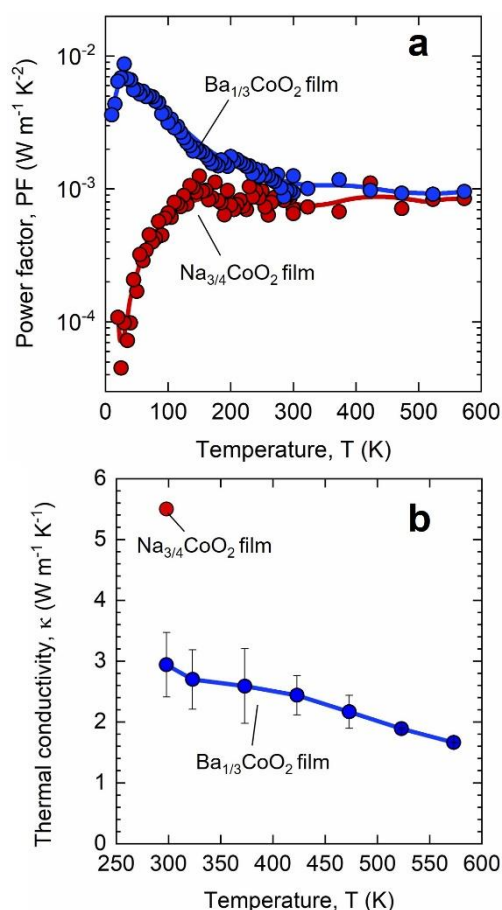 a
Power factor, PF (W m⁻¹ K⁻²)
10⁻²
10⁻³
10⁻⁴
Ba₁/₃CoO₂ film
Na₃/₄CoO₂ film
0 100 200 300 400 500 600
Temperature, T (K)
b
Thermal conductivity, κ (W m⁻¹ K⁻¹)
6
5
4
3
2
1
0
Na₃/₄CoO₂ film
Ba₁/₃CoO₂ film
250 300 350 400 450 500 550 600
Temperature, T (K)